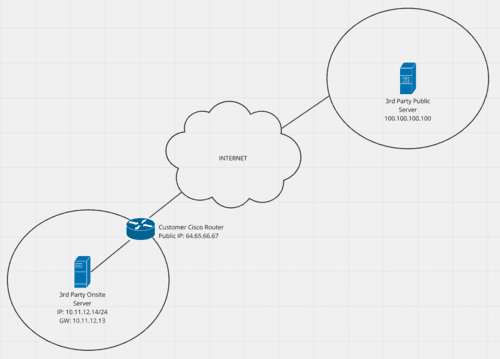 3rd Party Public
Server
100.100.100.100
INTERNET
Customer Cisco Router
Public IP: 64.65.66.67
3rd Party Onsite
Server
IP: 10.11.12.14/24
GW: 10.11.12.13